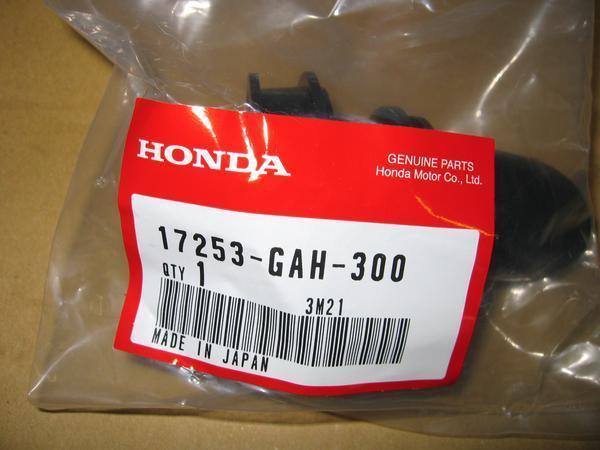 HONDA
GENUINE PARTS
Honda Motor Co., Ltd.
17253-GAH-300
QTY 1
3M21
MADE IN JAPAN